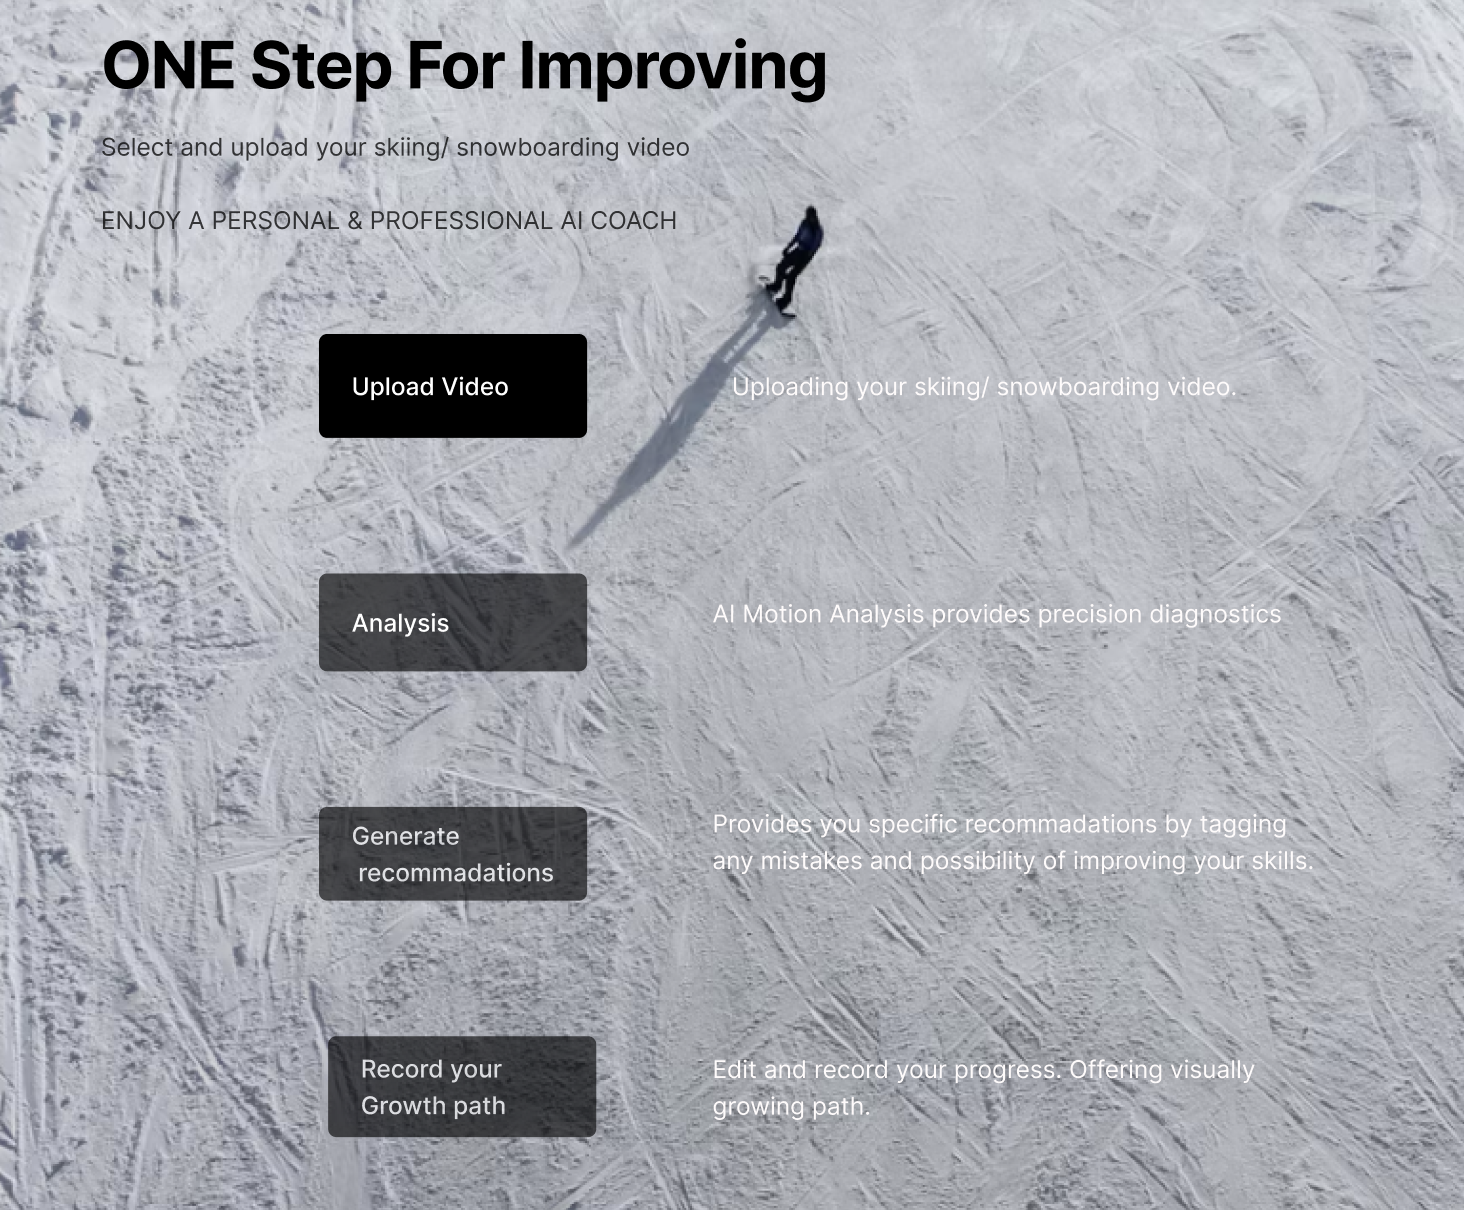 ONE Step For Improving
Select and upload your skiing/ snowboarding video
ENJOY A PERSONAL & PROFESSIONAL AI COACH
Upload Video
Uploading your skiing/ snowboarding video.
Analysis
AI Motion Analysis provides precision diagnostics
Generate
recommadations
Provides you specific recommadations by tagging
any mistakes and possibility of improving your skills.
Record your
Growth path
Edit and record your progress. Offering visually
growing path.